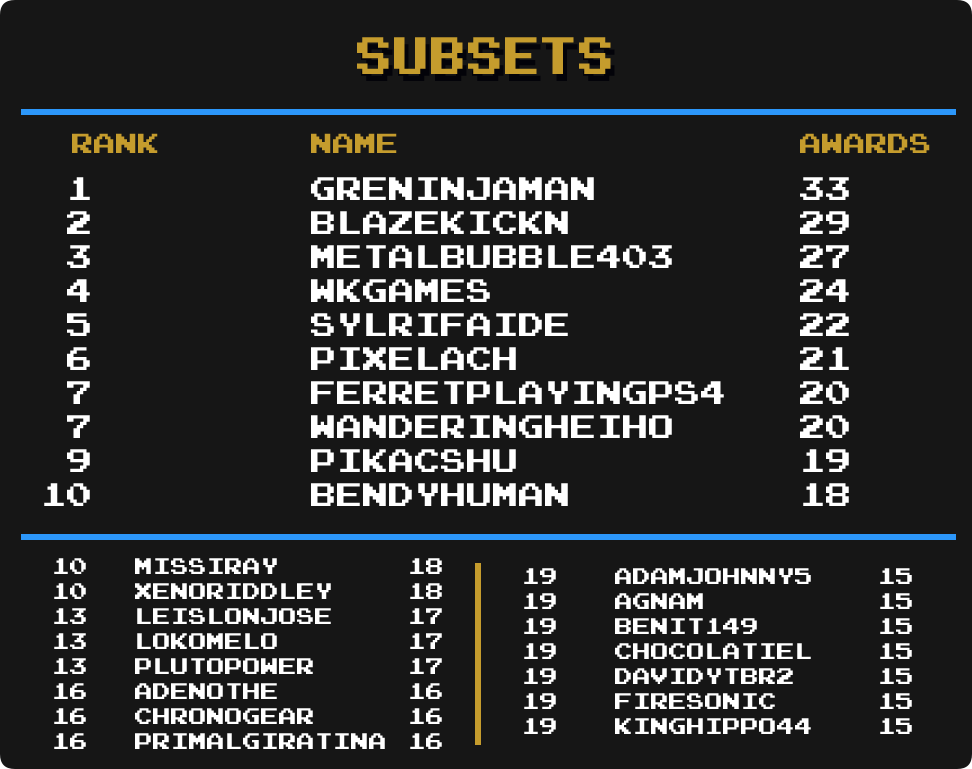 SUBSETS
RANK NAME AWARDS
1 GRENINJAMAN 33
2 BLAZEKICKN 29
3 METALBUBBLE403 27
4 WKGAMES 24
5 SYLRIFAIDE 22
6 PIXELACH 21
7 FERRETPLAYINGPS4 20
7 WANDERINGHEIHO 20
9 PIKACSHU 19
10 BENDYHUMAN 18
10 MISSIRAY 18
10 XENORIDDLEY 18
13 LEISLONJOSE 17
13 LOKOMELO 17
13 PLUTOPOWER 17
16 ADENOTHE 16
16 CHRONOGEAR 16
16 PRIMALGIRATINA 16
19 ADAMJOHNNY5 15
19 AGNAM 15
19 BENIT149 15
19 CHOCOLATIEL 15
19 DAVIDYTBR2 15
19 FIRESONIC 15
19 KINGHIPPO44 15